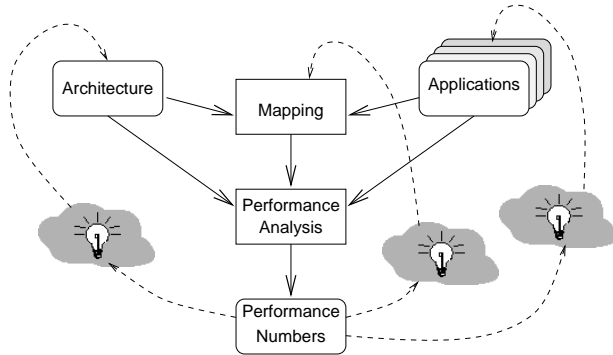 Architecture
Applications
Mapping
Performance
Analysis
Performance
Numbers